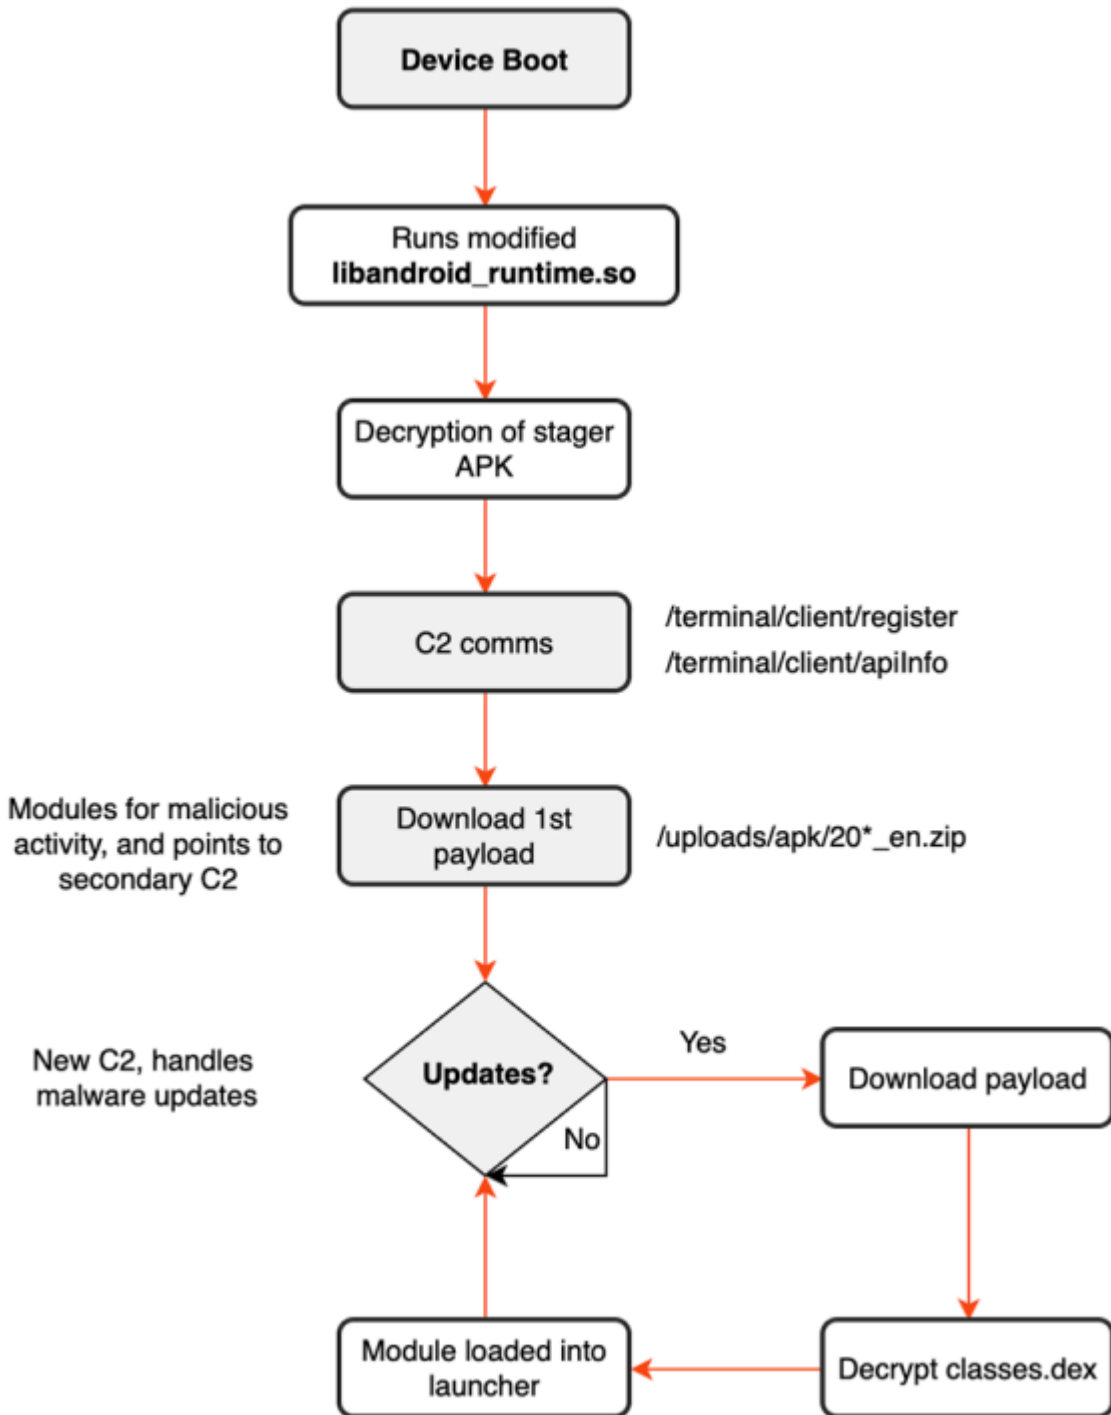 Device Boot
Runs modified
libandroid_runtime.so
Decryption of stager
APK
C2 comms
/terminal/client/register
/terminal/client/apiInfo
Modules for malicious
activity, and points to
secondary C2
Download 1st
payload
/uploads/apk/20*_en.zip
New C2, handles
malware updates
Updates?
Yes
No
Download payload
Decrypt classes.dex
Module loaded into
launcher